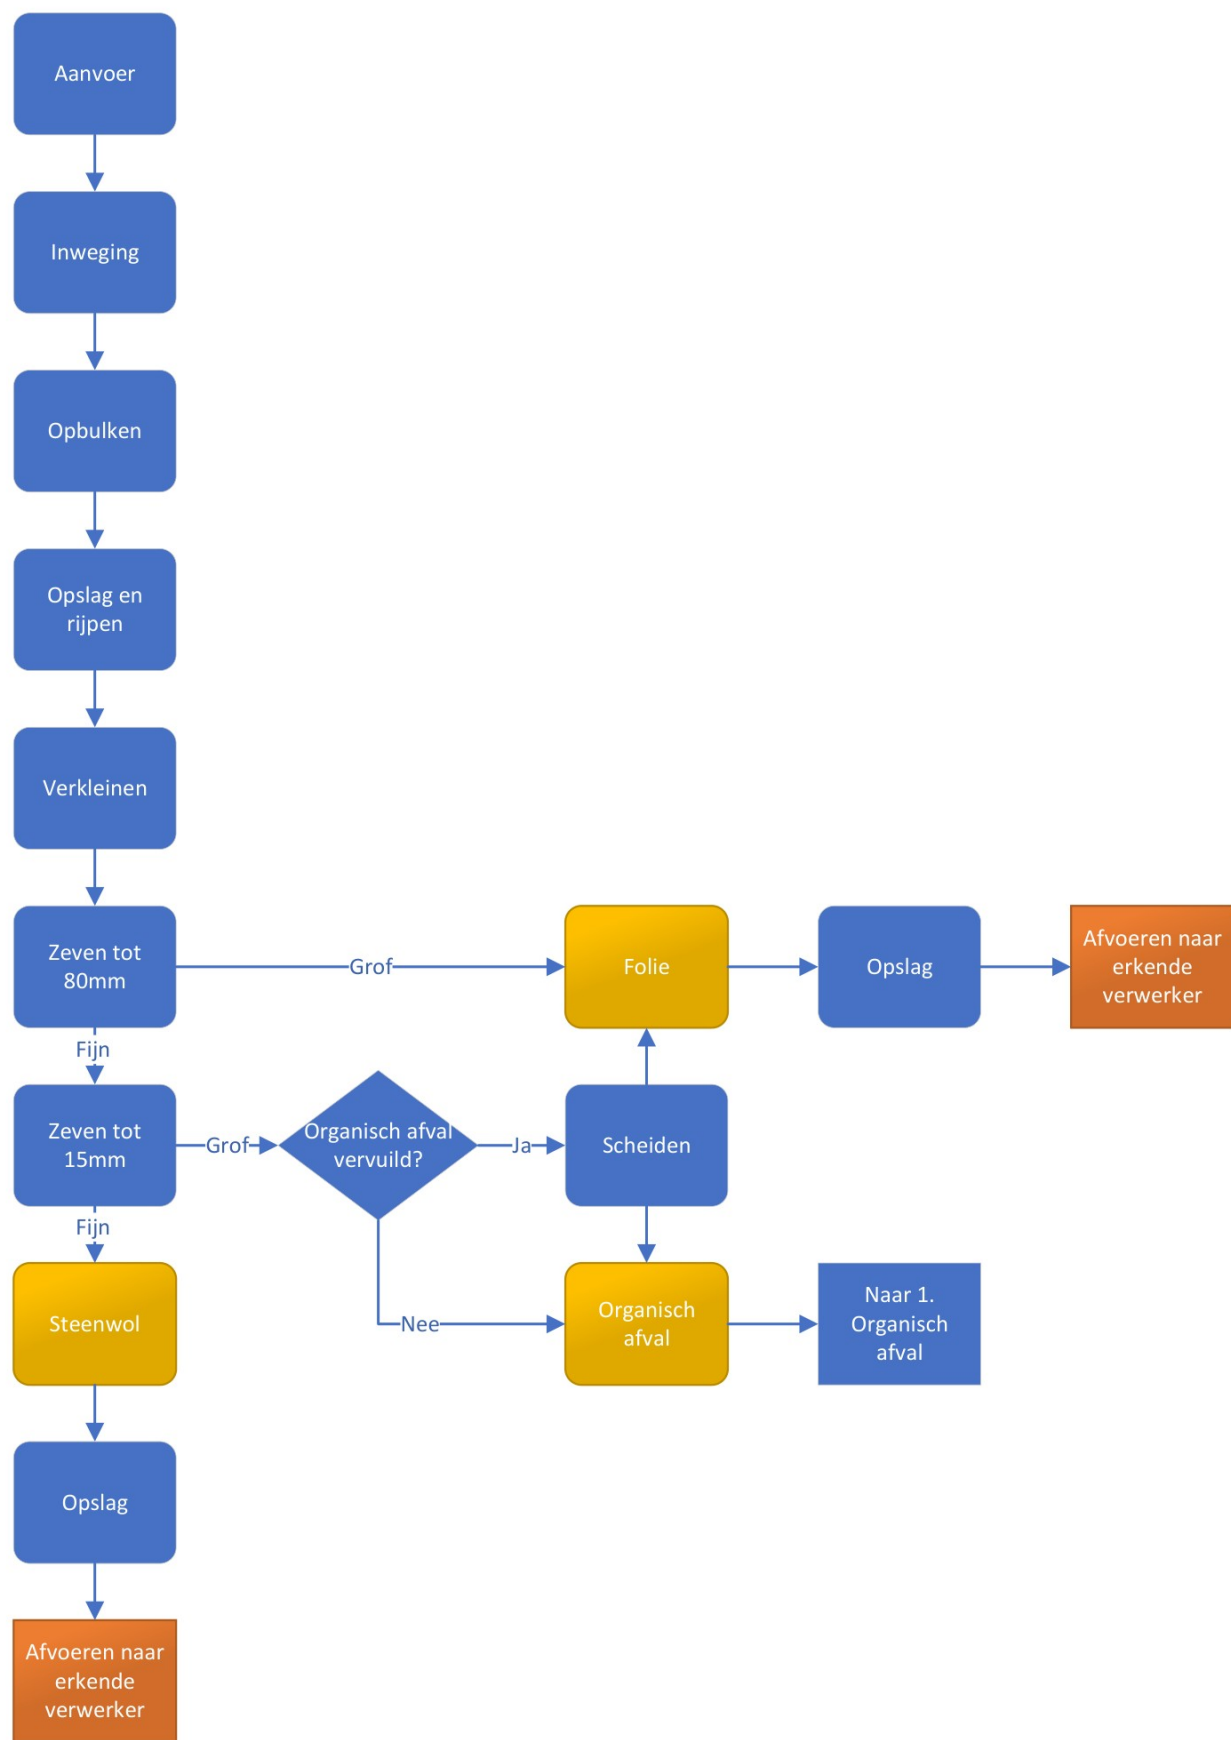 Aanvoer
Inweging
Opbulken
Opslag en
rijpen
Verkleinen
Zeven tot
80mm
Grof
Folie
Opslag
Afvoeren naar
erkende
verwerker
Fijn
Zeven tot
15mm
Grof
Organisch afval
vervuild?
Ja
Scheiden
Fijn
Steenwol
Nee
Organisch
afval
Naar 1.
Organisch
afval
Opslag
Afvoeren naar
erkende
verwerker